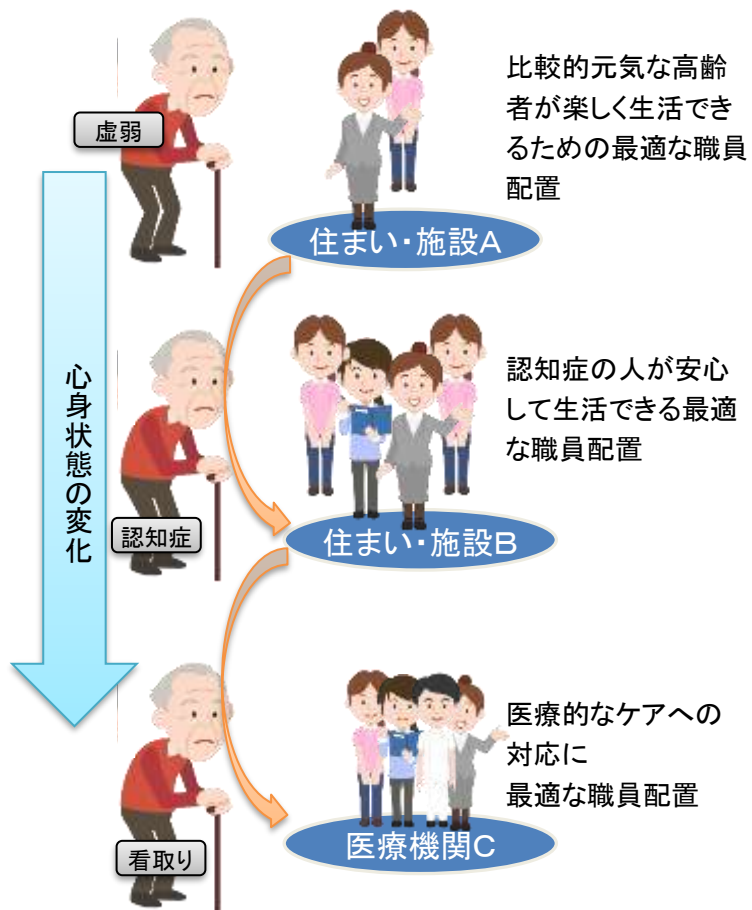 虚弱
比較的元気な高齢
者が楽しく生活でき
るための最適な職員
配置
住まい・施設A
心身状態の変化
認知症の人が安心
して生活できる最適
な職員配置
認知症
住まい・施設B
医療的なケアへの
対応に
最適な職員配置
看取り
医療機関C